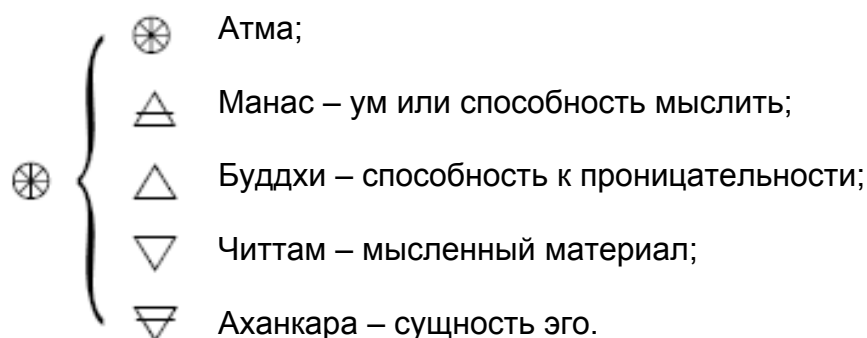 Атма;
Манас – ум или способность мыслить;
Буддхи – способность к проницательности;
Читтам – мысленный материал;
Аханкара – сущность эго.